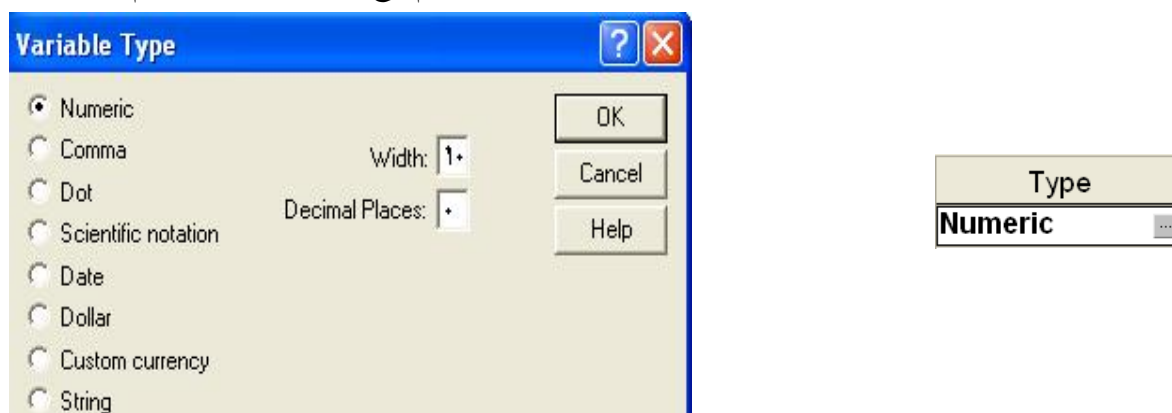 Variable Type
Numeric
Comma
Dot
Scientific notation
Date
Dollar
Custom currency
String
Width: ١٠
Decimal Places: ٠
OK
Cancel
Help
Type
Numeric
...